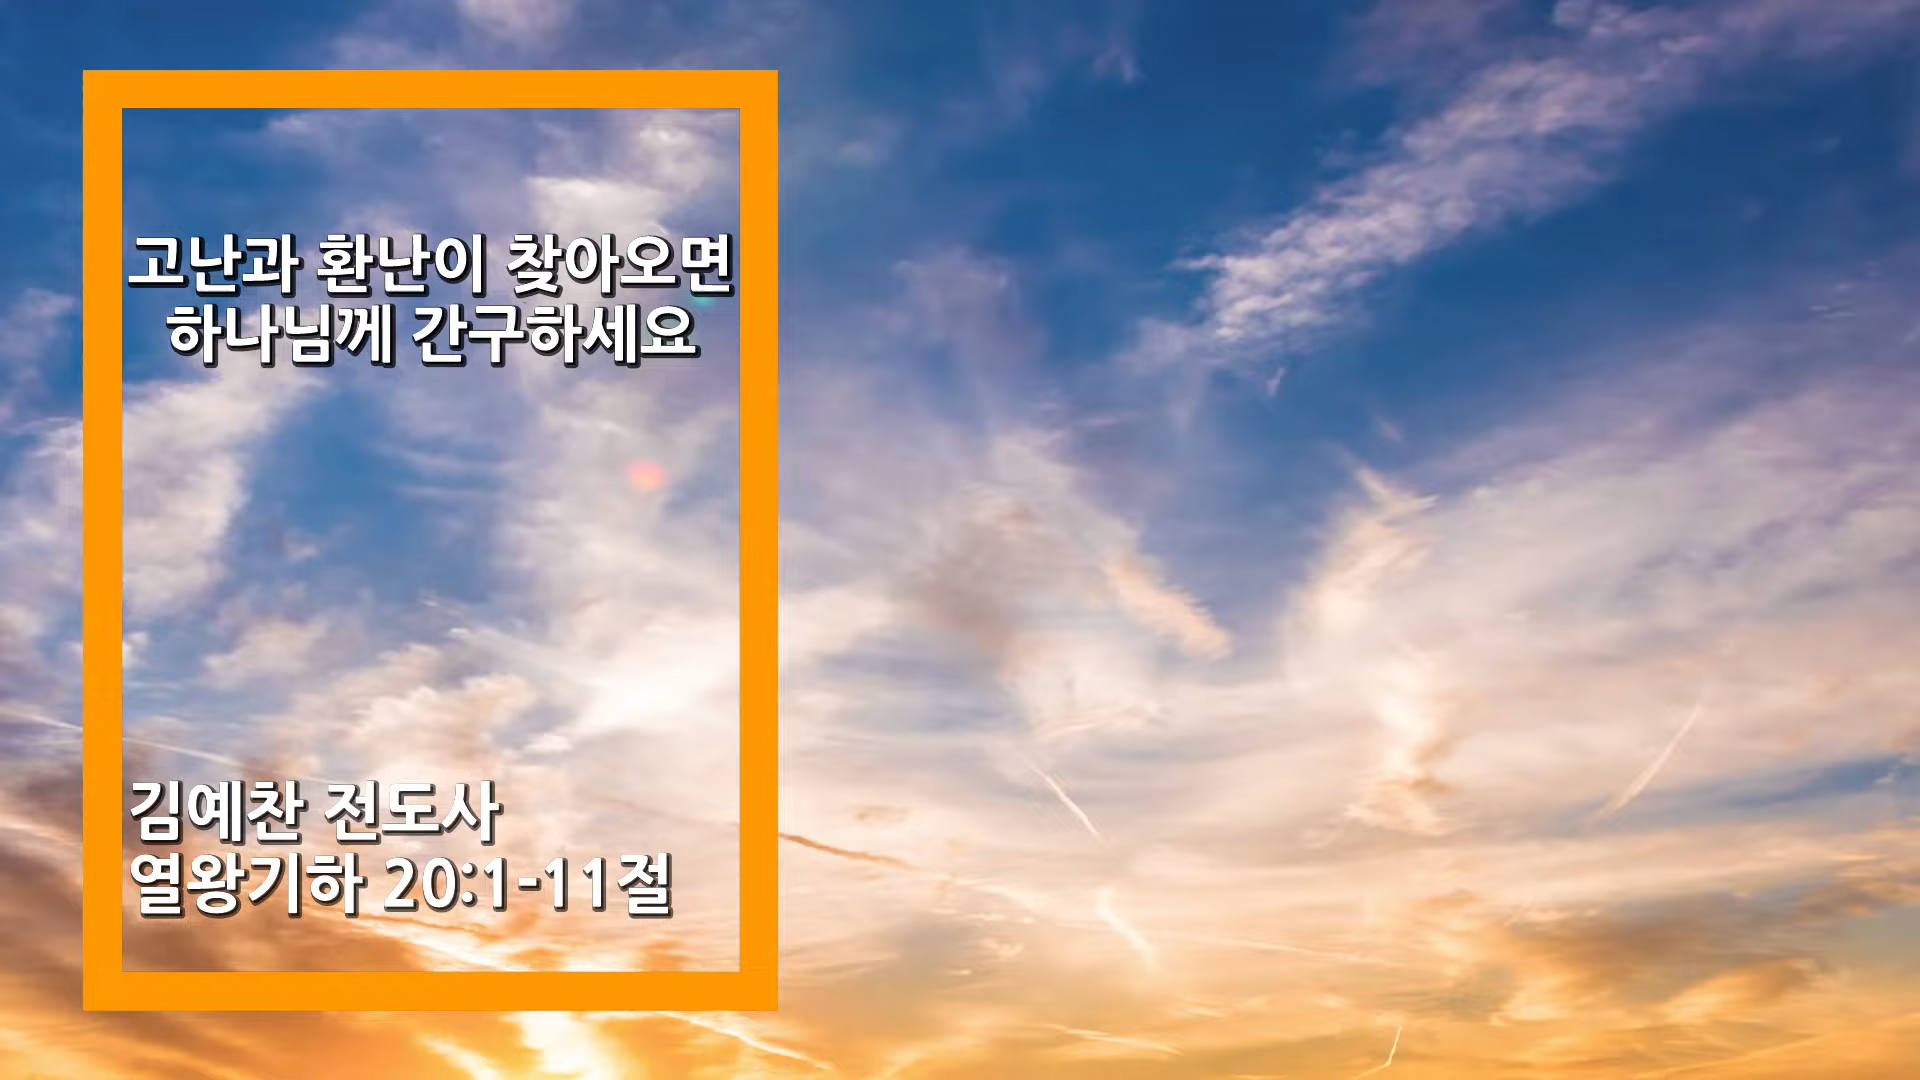 고난과 환난이 찾아오면
하나님께 간구하세요
김예찬 전도사
열왕기하 20:1-11절